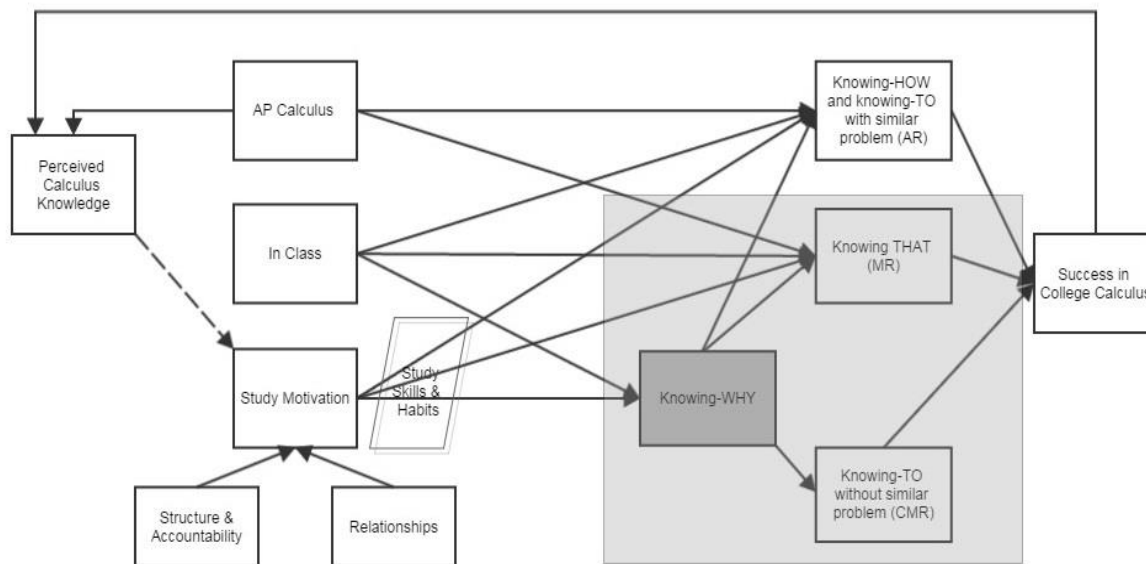 AP Calculus
Knowing-HOW
and knowing-TO
with similar
problem (AR)
Perceived
Calculus
Knowledge
In Class
Knowing THAT
(MR)
Success in
College Calculus
Study Motivation
Study
Skills &
Habits
Knowing-WHY
Knowing-TO
without similar
problem (CMR)
Structure &
Accountability
Relationships